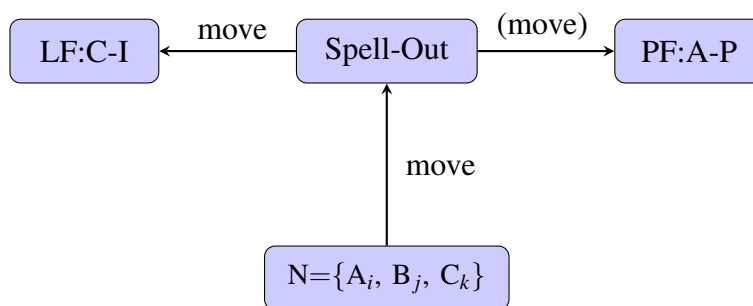 LF:C-I move Spell-Out (move) PF:A-P
move
N={A_i, B_j, C_k}